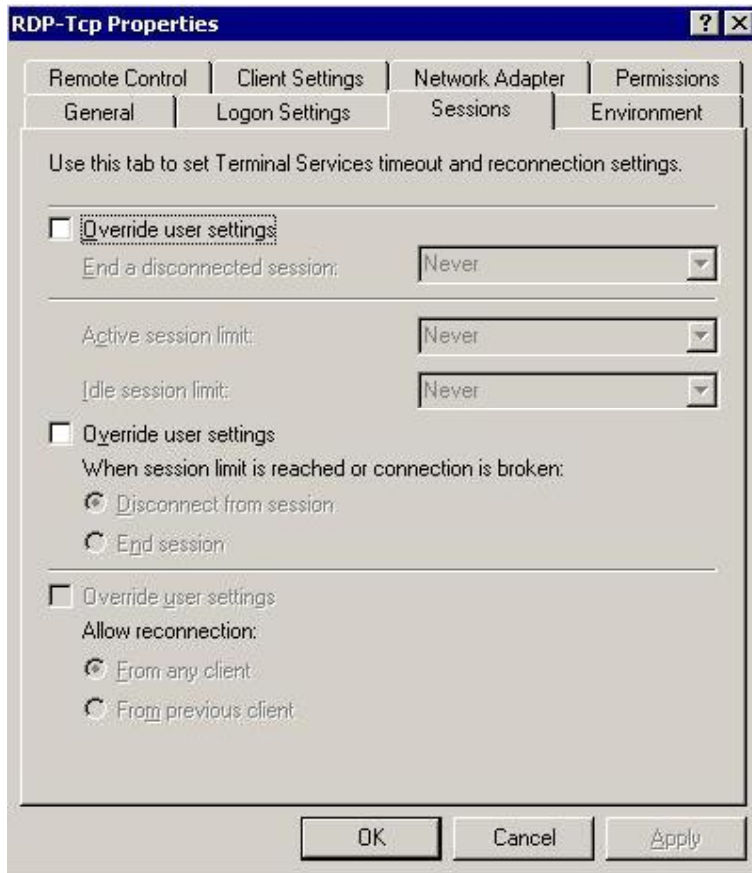 RDP-Tcp Properties
Remote Control Client Settings Network Adapter Permissions
General Logon Settings Sessions Environment
Use this tab to set Terminal Services timeout and reconnection settings.
Override user settings
End a disconnected session: Never
Active session limit: Never
Idle session limit: Never
Override user settings
When session limit is reached or connection is broken:
Disconnect from session
End session
Override user settings
Allow reconnection:
From any client
From previous client
OK Cancel Apply